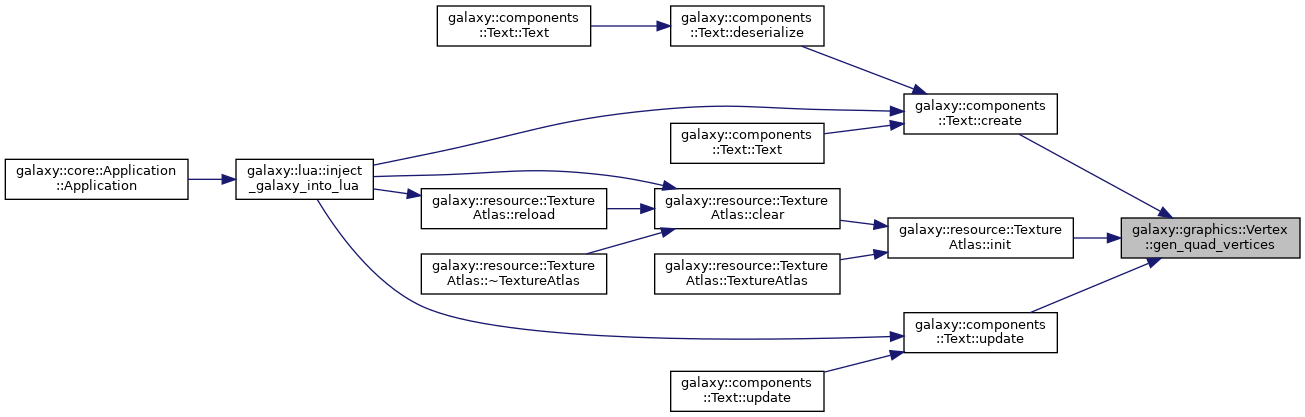 galaxy::components
::Text::Text
galaxy::components
::Text::deserialize
galaxy::components
::Text::create
galaxy::components
::Text::Text
galaxy::core::Application
::Application
galaxy::lua::inject
_galaxy_into_lua
galaxy::resource::Texture
Atlas::reload
galaxy::resource::Texture
Atlas::clear
galaxy::resource::Texture
Atlas::init
galaxy::graphics::Vertex
::gen_quad_vertices
galaxy::resource::Texture
Atlas::~TextureAtlas
galaxy::resource::Texture
Atlas::TextureAtlas
galaxy::components
::Text::update
galaxy::components
::Text::update